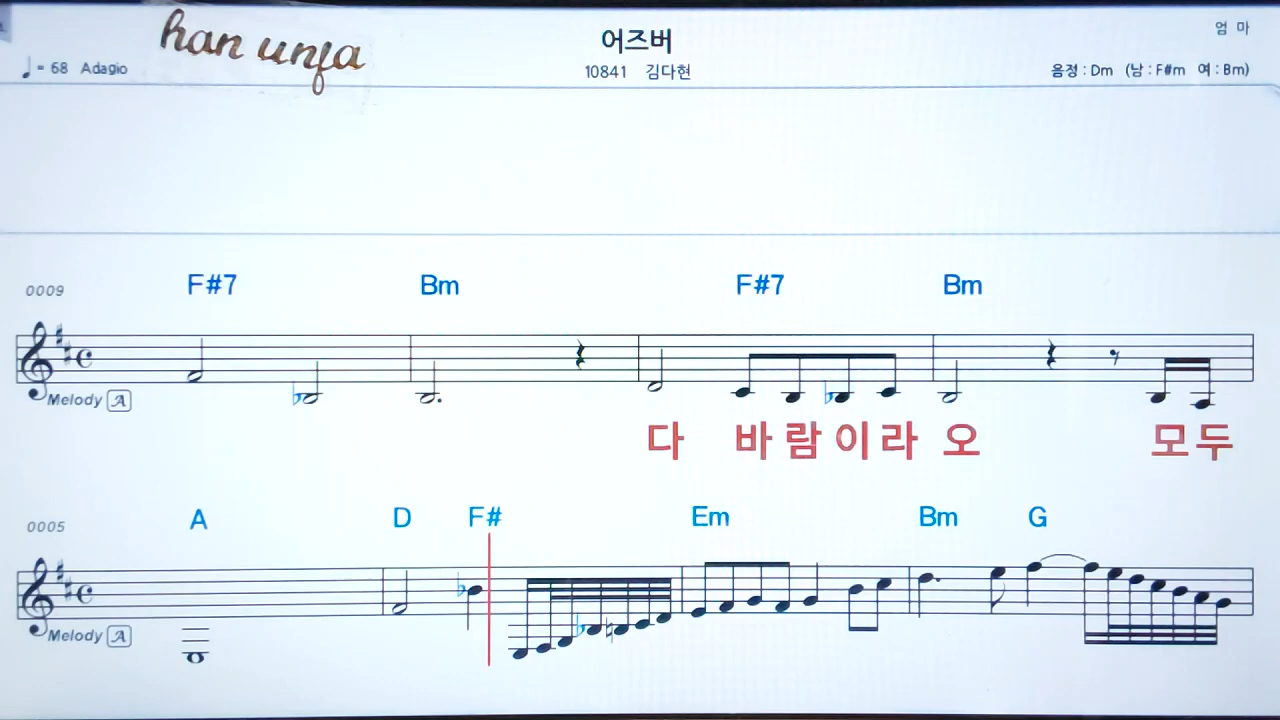 han unja
어즈버
엄 마
♩= 68 Adagio
10841 김다현
음정 : Dm (남 : F#m 여 : Bm)
0009
F#7 Bm F#7 Bm
Melody A
다 바람이라 오 모두
0005
A D F# Em Bm G
Melody A